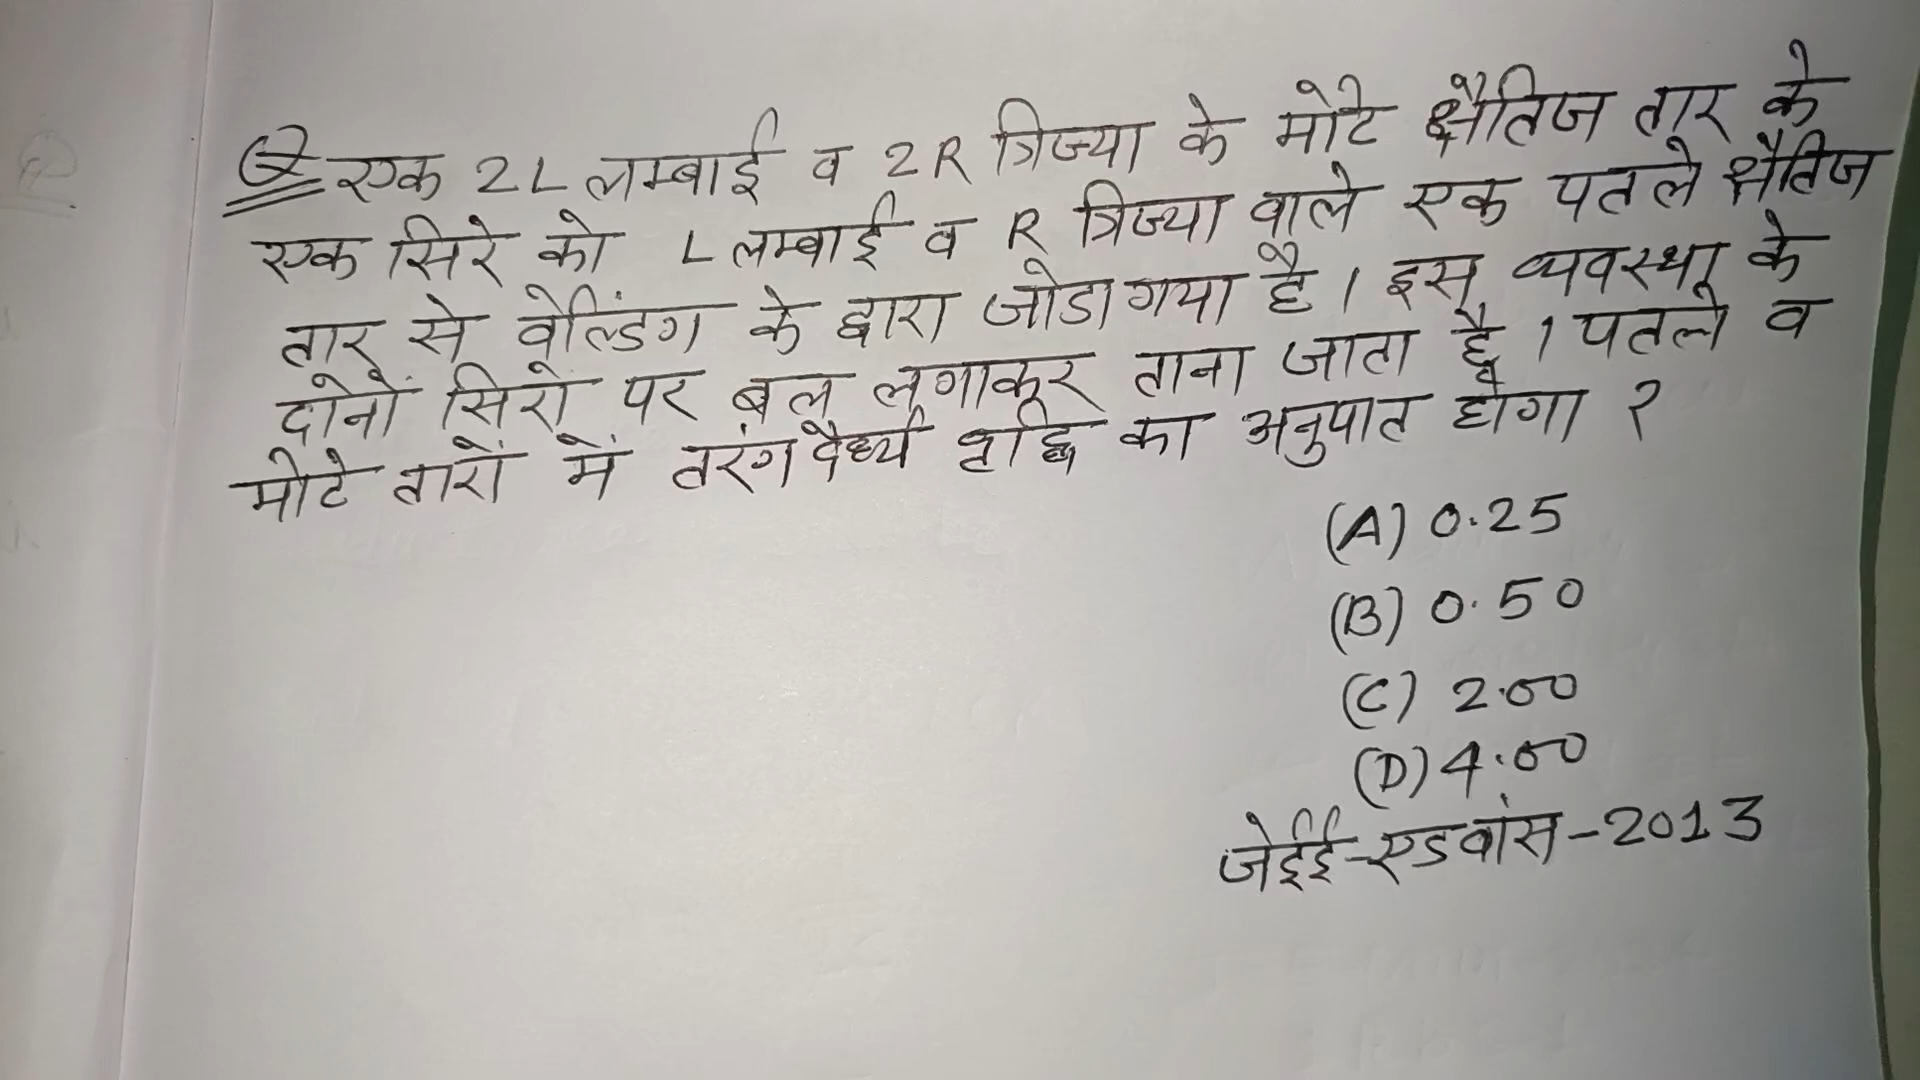 Q एक 2L लम्बाई व 2R त्रिज्या के मोटे क्षैतिज तार के
एक सिरे को L लम्बाई व R त्रिज्या वाले एक पतले क्षैतिज
तार से वेल्डिंग के द्वारा जोडा गया है। इस व्यवस्था के
दोनों सिरों पर बल लगाकर ताना जाता है। पतले व
मोटे तारों में तरंगदैर्ध्य वृद्धि का अनुपात होगा ?
(A) 0.25
(B) 0.50
(C) 2.00
(D) 4.00
जेईई-एडवांस-2013